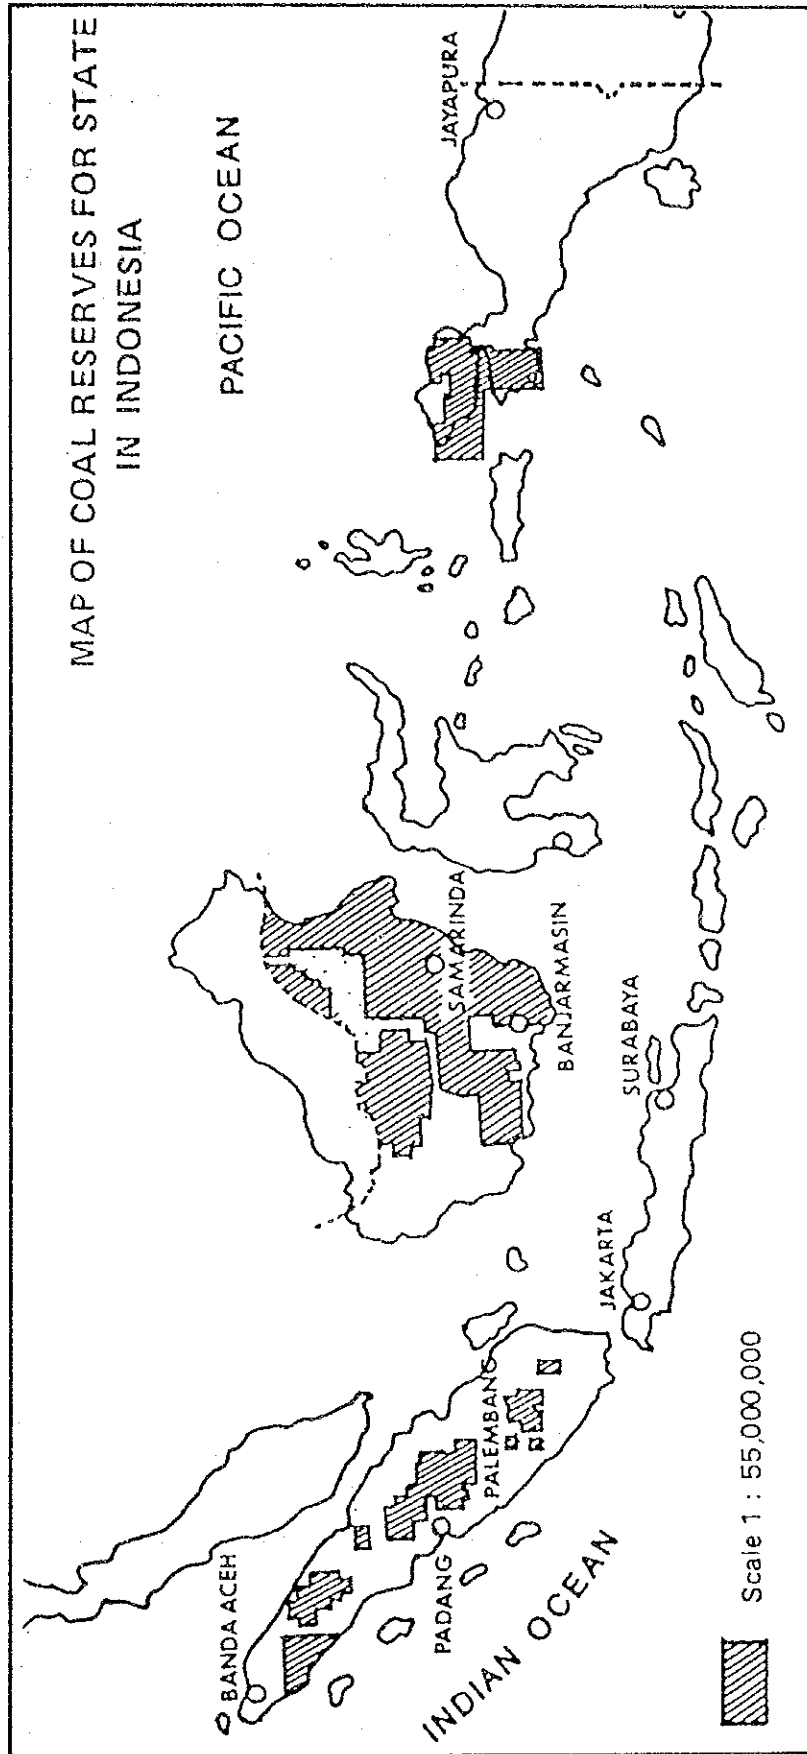 MAP OF COAL RESERVES FOR STATE
IN INDONESIA
PACIFIC OCEAN
JAYAPURA
BANDA ACEH
PADANG
PALEMBANG
SAMARINDA
BANJARMASIN
JAKARTA
SURABAYA
INDIAN OCEAN
Scale 1 : 55,000,000